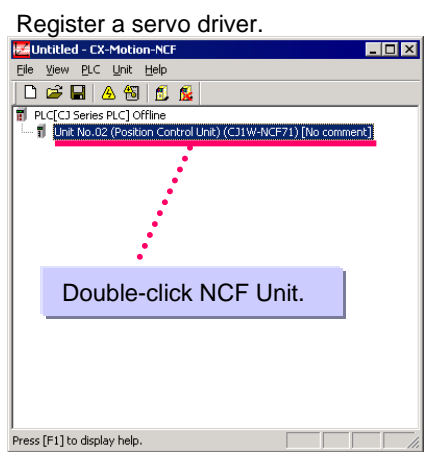 Register a servo driver.
Untitled - CX-Motion-NCF
File View PLC Unit Help
PLC[CJ Series PLC] Offline
Unit No.02 (Position Control Unit) (CJ1W-NCF71) [No comment]
Double-click NCF Unit.
Press [F1] to display help.